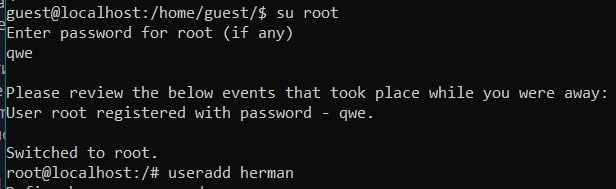 guest@localhost:/home/guest/$ su root
Enter password for root (if any)
qwe
Please review the below events that took place while you were away:
User root registered with password - qwe.
Switched to root.
root@localhost:/# useradd herman